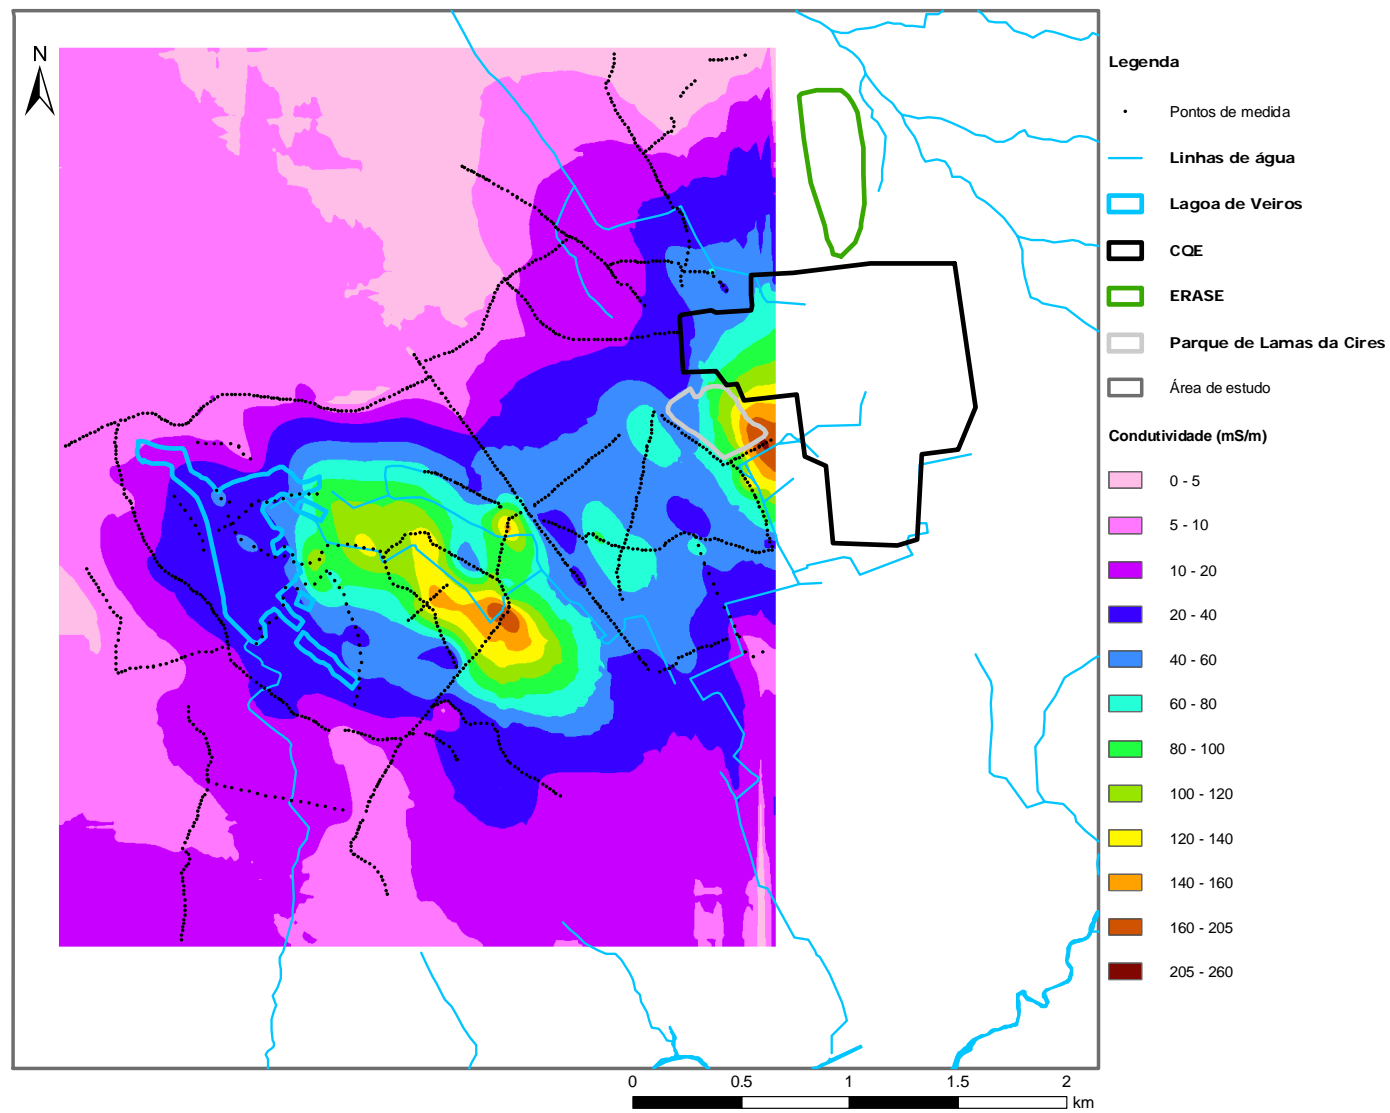 N
Legenda
Pontos de medida
Linhas de água
Lagoa de Veiros
CQE
ERASE
Parque de Lamas da Cires
Área de estudo
Condutividade (mS/m)
0 - 5
5 - 10
10 - 20
20 - 40
40 - 60
60 - 80
80 - 100
100 - 120
120 - 140
140 - 160
160 - 205
205 - 260
0 0.5 1 1.5 2
km